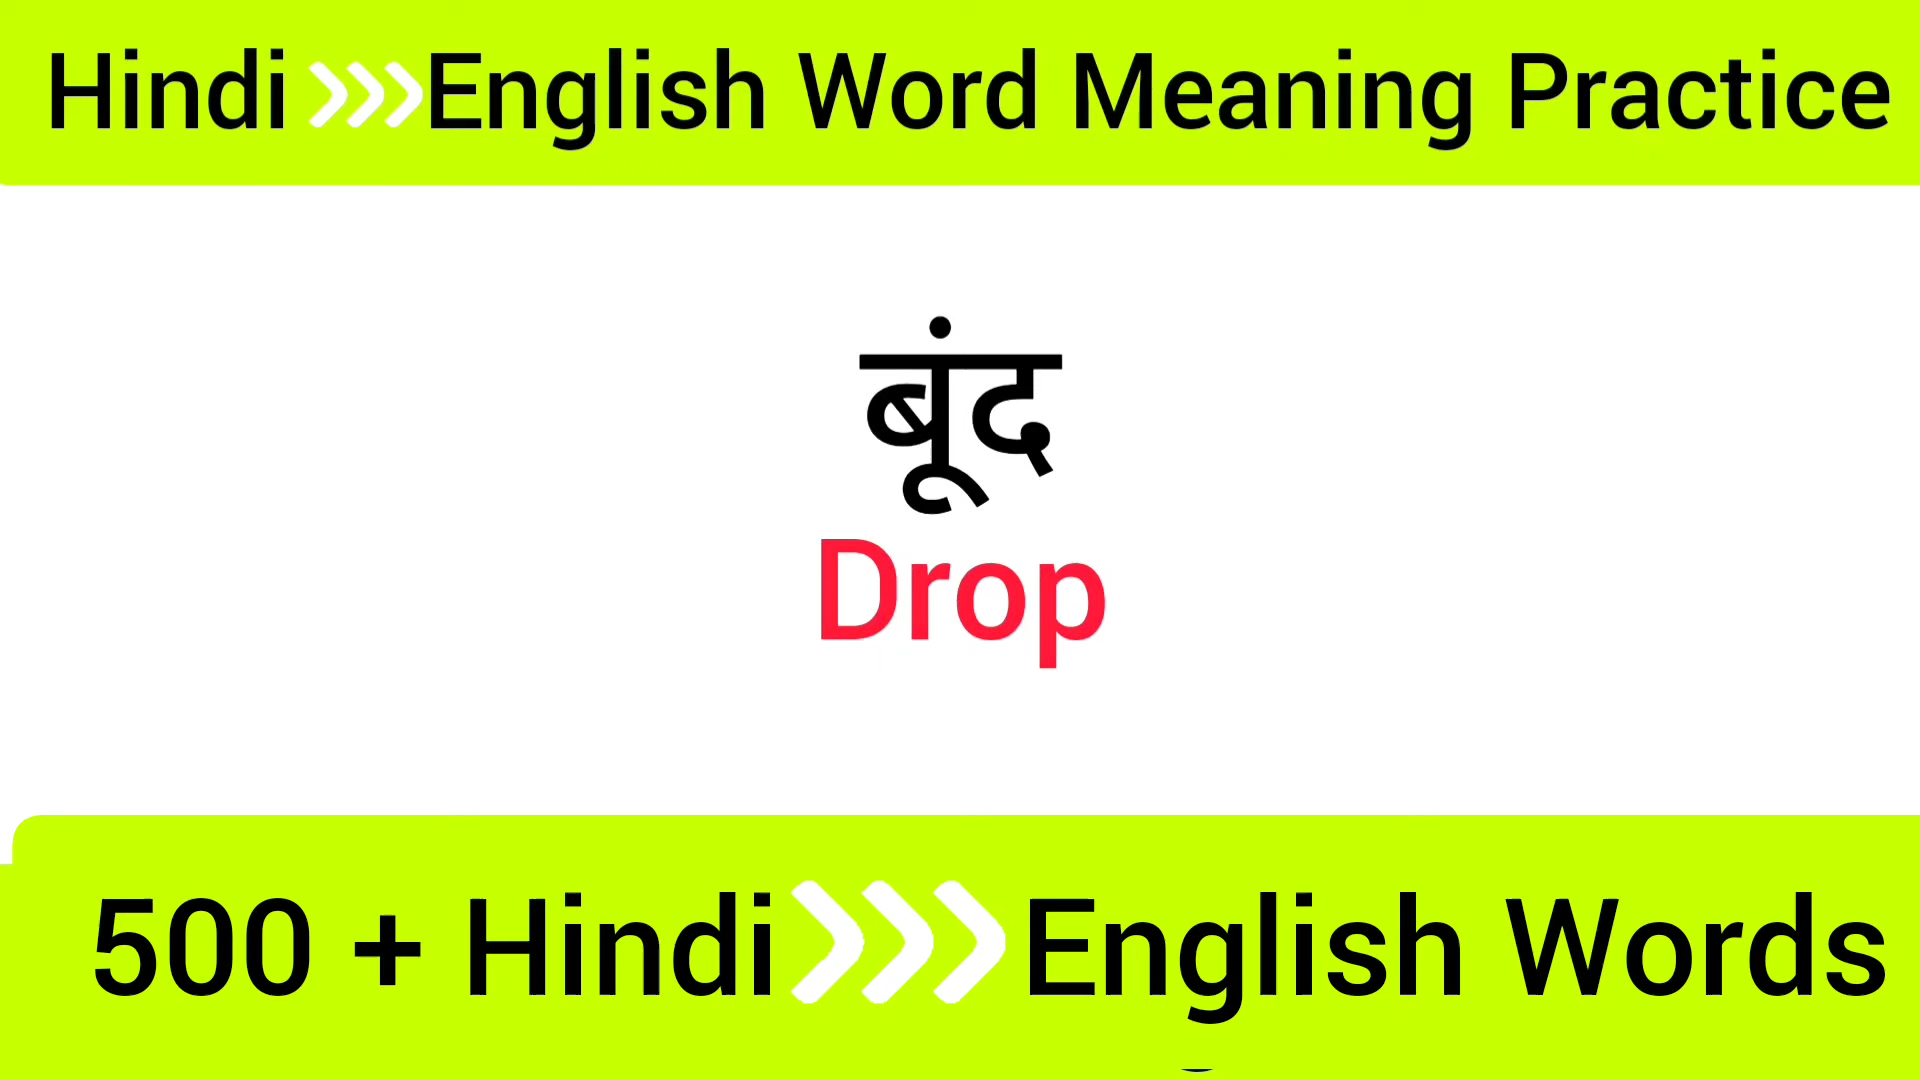 Hindi English Word Meaning Practice
बूंद
Drop
500 + Hindi English Words